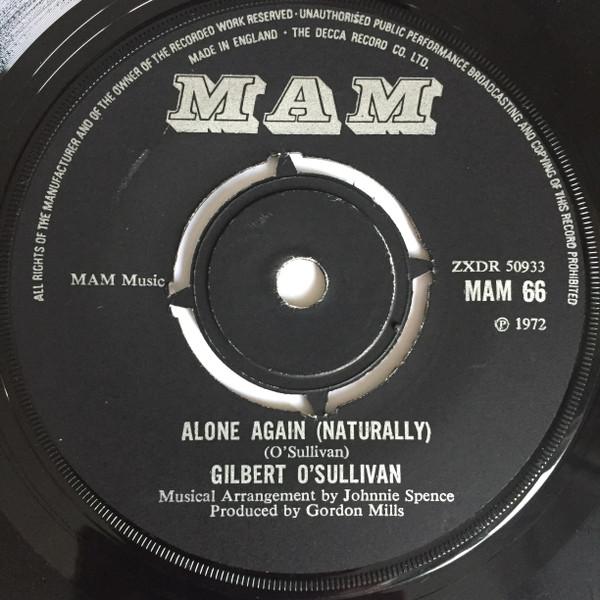 ALL RIGHTS OF THE MANUFACTURER AND OF THE OWNER OF THE RECORDED WORK RESERVED · UNAUTHORISED PUBLIC PERFORMANCE BROADCASTING AND COPYING OF THIS RECORD PROHIBITED
MADE IN ENGLAND · THE DECCA RECORD CO. LTD.
MAM
MAM Music
ZXDR 50933
MAM 66
℗ 1972
ALONE AGAIN (NATURALLY)
(O'Sullivan)
GILBERT O'SULLIVAN
Musical Arrangement by Johnnie Spence
Produced by Gordon Mills